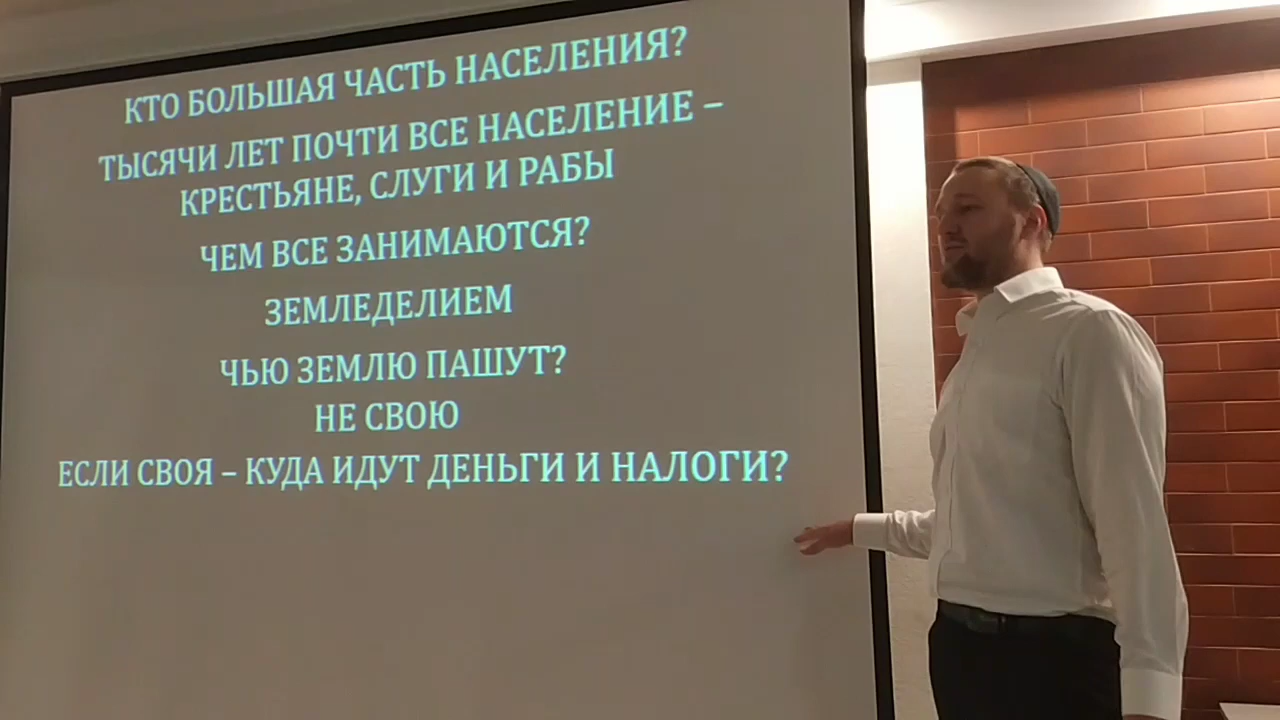 КТО БОЛЬШАЯ ЧАСТЬ НАСЕЛЕНИЯ?
ТЫСЯЧИ ЛЕТ ПОЧТИ ВСЕ НАСЕЛЕНИЕ –
КРЕСТЬЯНЕ, СЛУГИ И РАБЫ
ЧЕМ ВСЕ ЗАНИМАЮТСЯ?
ЗЕМЛЕДЕЛИЕМ
ЧЬЮ ЗЕМЛЮ ПАШУТ?
НЕ СВОЮ
ЕСЛИ СВОЯ – КУДА ИДУТ ДЕНЬГИ И НАЛОГИ?